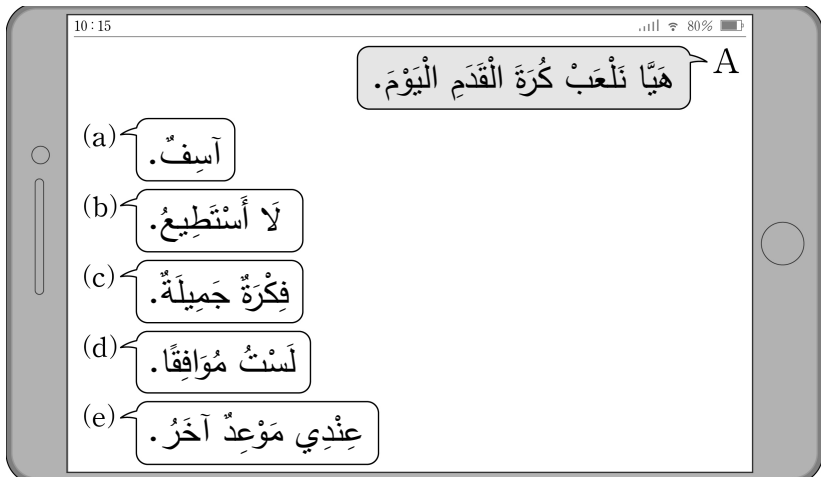 10:15 80%
A
هَيَّا نَلْعَبْ كُرَةَ الْقَدَمِ الْيَوْمَ.
(a) آسِفٌ.
(b) لَا أَسْتَطِيعُ.
(c) فِكْرَةٌ جَمِيلَةٌ.
(d) لَسْتُ مُوَافِقًا.
(e) عِنْدِي مَوْعِدٌ آخَرُ.